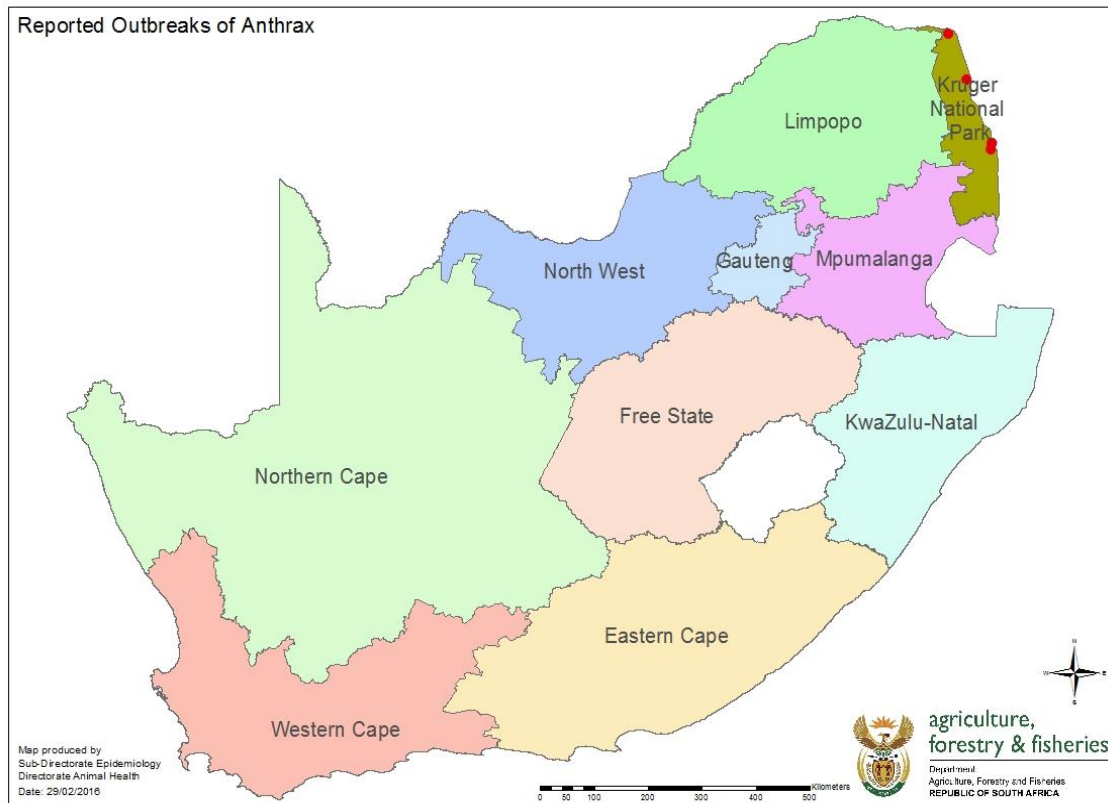 Reported Outbreaks of Anthrax
Kruger
National
Park
Limpopo
North West
Gauteng
Mpumalanga
Free State
KwaZulu-Natal
Northern Cape
Eastern Cape
Western Cape
N
W
E
S
Map produced by
Sub-Directorate Epidemiology
Directorate Animal Health
Date: 29/02/2016
Kilometers
0 50 100 200 300 400 500
agriculture,
forestry & fisheries
Department:
Agriculture, Forestry and Fisheries
REPUBLIC OF SOUTH AFRICA